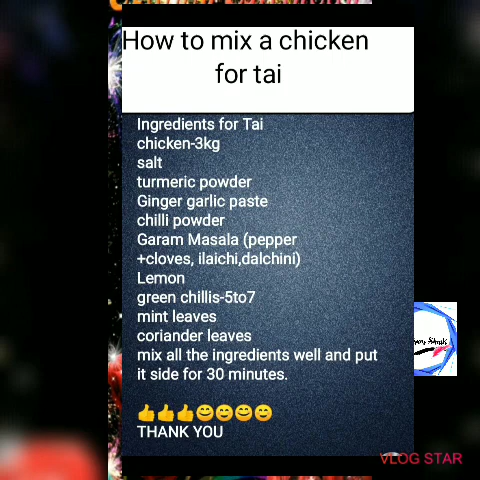 How to mix a chicken
for tai
Ingredients for Tai
chicken-3kg
salt
turmeric powder
Ginger garlic paste
chilli powder
Garam Masala (pepper
+cloves, ilaichi,dalchini)
Lemon
green chillis-5to7
mint leaves
coriander leaves
mix all the ingredients well and put
it side for 30 minutes.
👍👍👍😊😊😊😊
THANK YOU
VLOG STAR